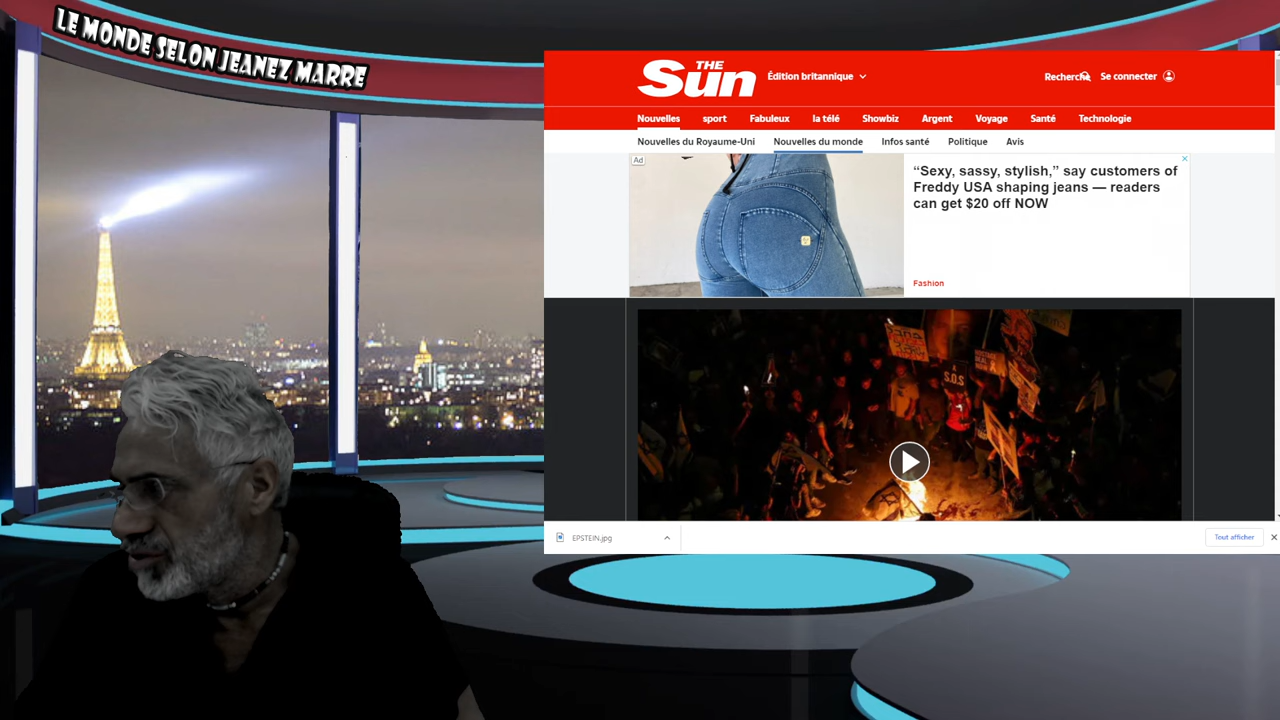 LE MONDE SELON JEANEZ MARRE
THE
Sun
Édition britannique
Recherche
Se connecter
Nouvelles sport Fabuleux la télé Showbiz Argent Voyage Santé Technologie
Nouvelles du Royaume-Uni Nouvelles du monde Infos santé Politique Avis
Ad
“Sexy, sassy, stylish,” say customers of
Freddy USA shaping jeans — readers
can get $20 off NOW
Fashion
S.O.S
EPSTEIN.jpg
Tout afficher